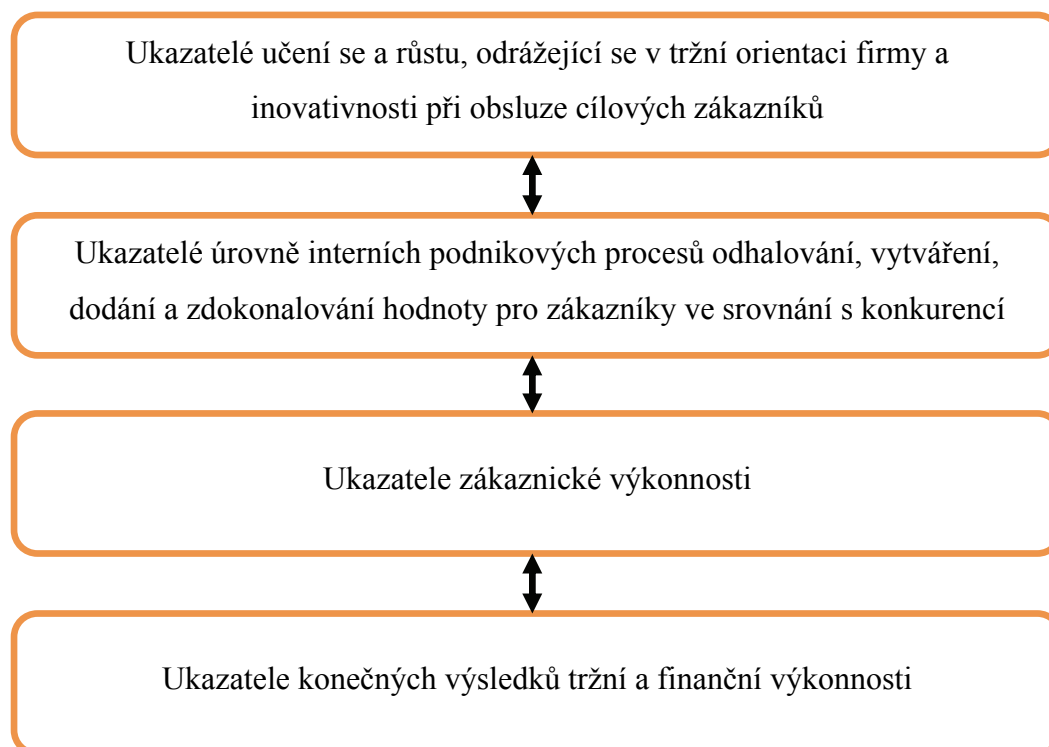 Ukazatelé učení se a růstu, odrážející se v tržní orientaci firmy a
inovativnosti při obsluze cílových zákazníků
Ukazatelé úrovně interních podnikových procesů odhalování, vytváření,
dodání a zdokonalování hodnoty pro zákazníky ve srovnání s konkurencí
Ukazatele zákaznické výkonnosti
Ukazatele konečných výsledků tržní a finanční výkonnosti